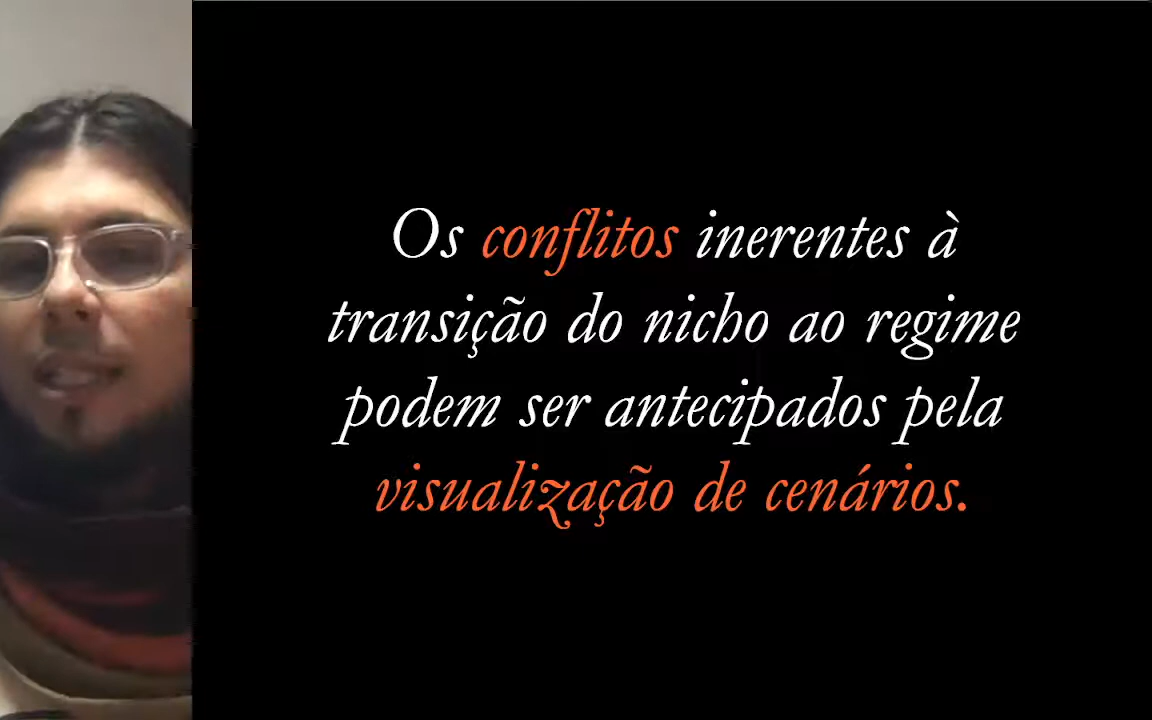 Os conflitos inerentes à
transição do nicho ao regime
podem ser antecipados pela
visualização de cenários.